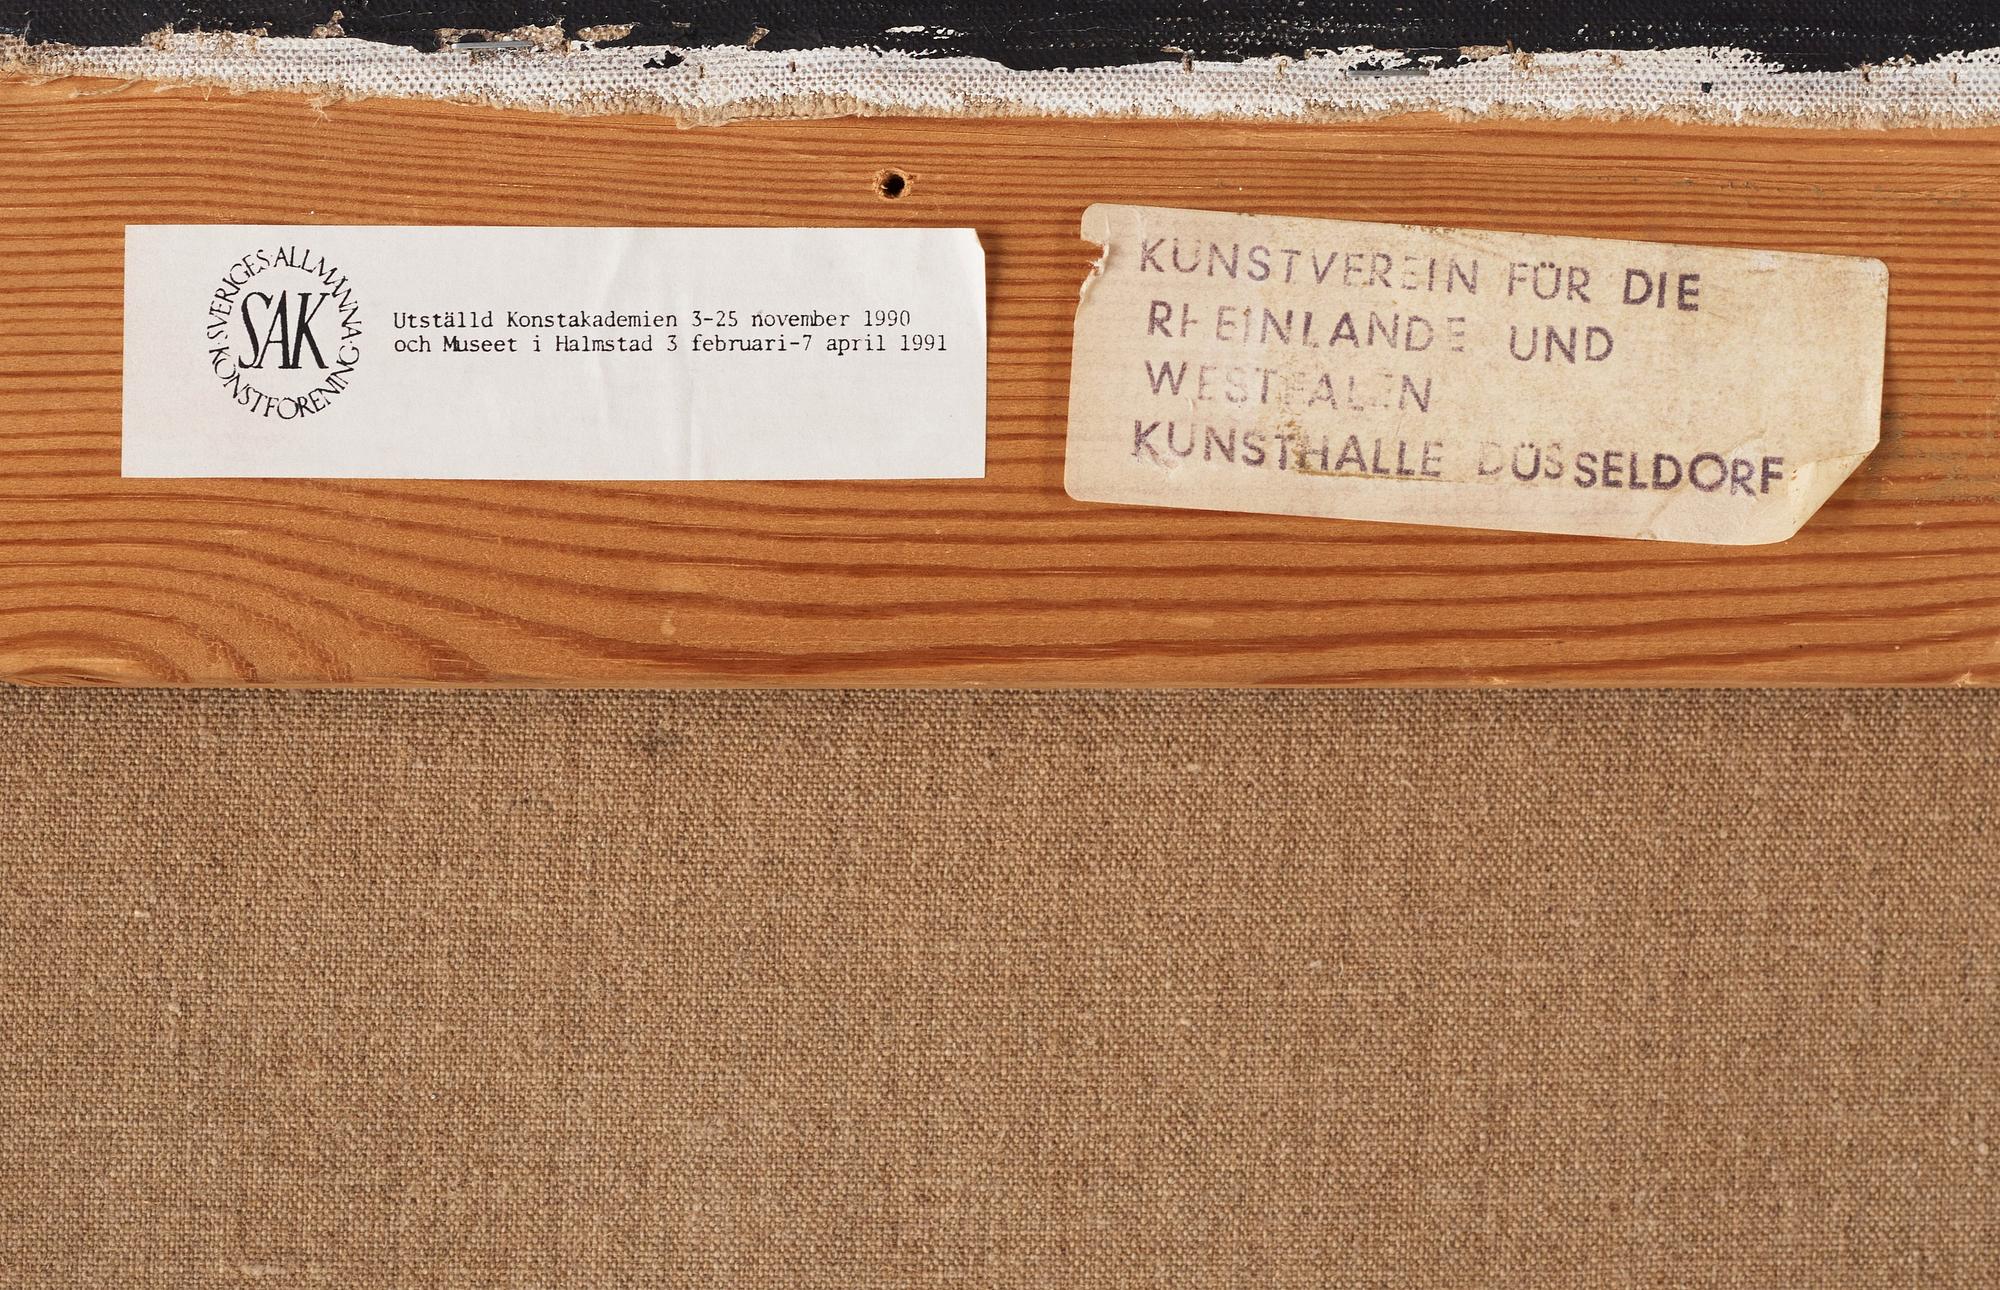 ·SVERIGES·ALLMÄNNA·KONSTFÖRENING
SAK
Utställd Konstakademien 3-25 november 1990
och Museet i Halmstad 3 februari-7 april 1991
KUNSTVEREIN FÜR DIE
RHEINLANDE UND
WESTFALEN
KUNSTHALLE DÜSSELDORF